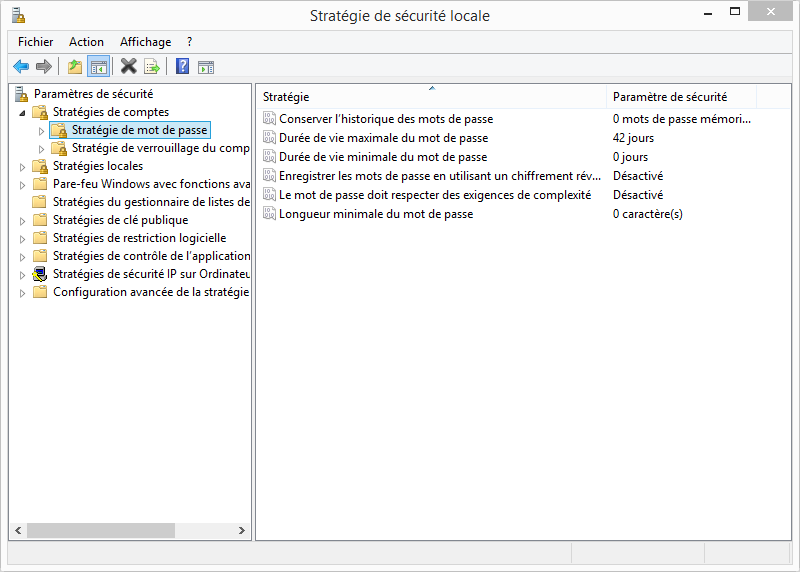 Stratégie de sécurité locale
Fichier Action Affichage ?
Paramètres de sécurité
Stratégies de comptes
Stratégie de mot de passe
Stratégie de verrouillage du comp
Stratégies locales
Pare-feu Windows avec fonctions ava
Stratégies du gestionnaire de listes de
Stratégies de clé publique
Stratégies de restriction logicielle
Stratégies de contrôle de l'application
Stratégies de sécurité IP sur Ordinateu
Configuration avancée de la stratégie
Stratégie Paramètre de sécurité
Conserver l'historique des mots de passe 0 mots de passe mémori...
Durée de vie maximale du mot de passe 42 jours
Durée de vie minimale du mot de passe 0 jours
Enregistrer les mots de passe en utilisant un chiffrement rév... Désactivé
Le mot de passe doit respecter des exigences de complexité Désactivé
Longueur minimale du mot de passe 0 caractère(s)